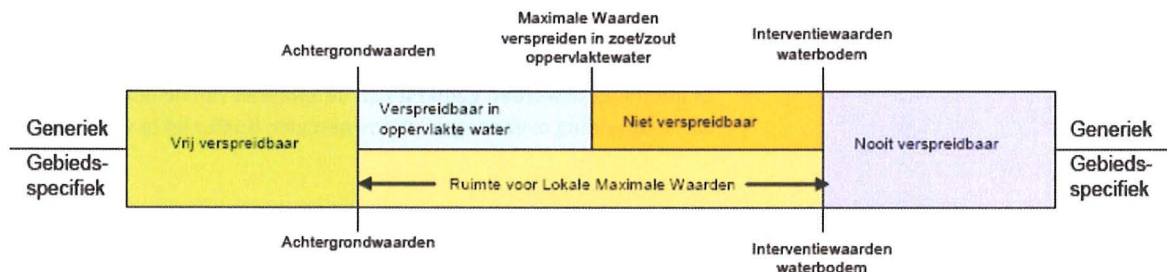 Maximale Waarden
verspreiden in zoet/zout
oppervlaktewater
Achtergrondwaarden
Interventiewaarden
waterbodem
Generiek
Gebieds-
specifiek
Vrij verspreidbaar
Verspreidbaar in
oppervlakte water
Niet verspreidbaar
Ruimte voor Lokale Maximale Waarden
Nooit verspreidbaar
Generiek
Gebieds-
specifiek
Achtergrondwaarden
Interventiewaarden
waterbodem